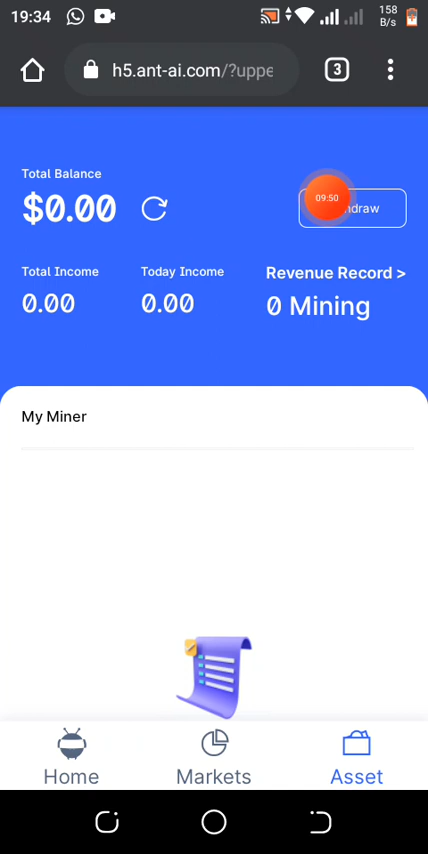 19:34
158
B/s
h5.ant-ai.com/?uppe
3
Total Balance
$0.00
09:50
Total Income
Today Income
Revenue Record >
0.00
0.00
0 Mining
My Miner
Home
Markets
Asset